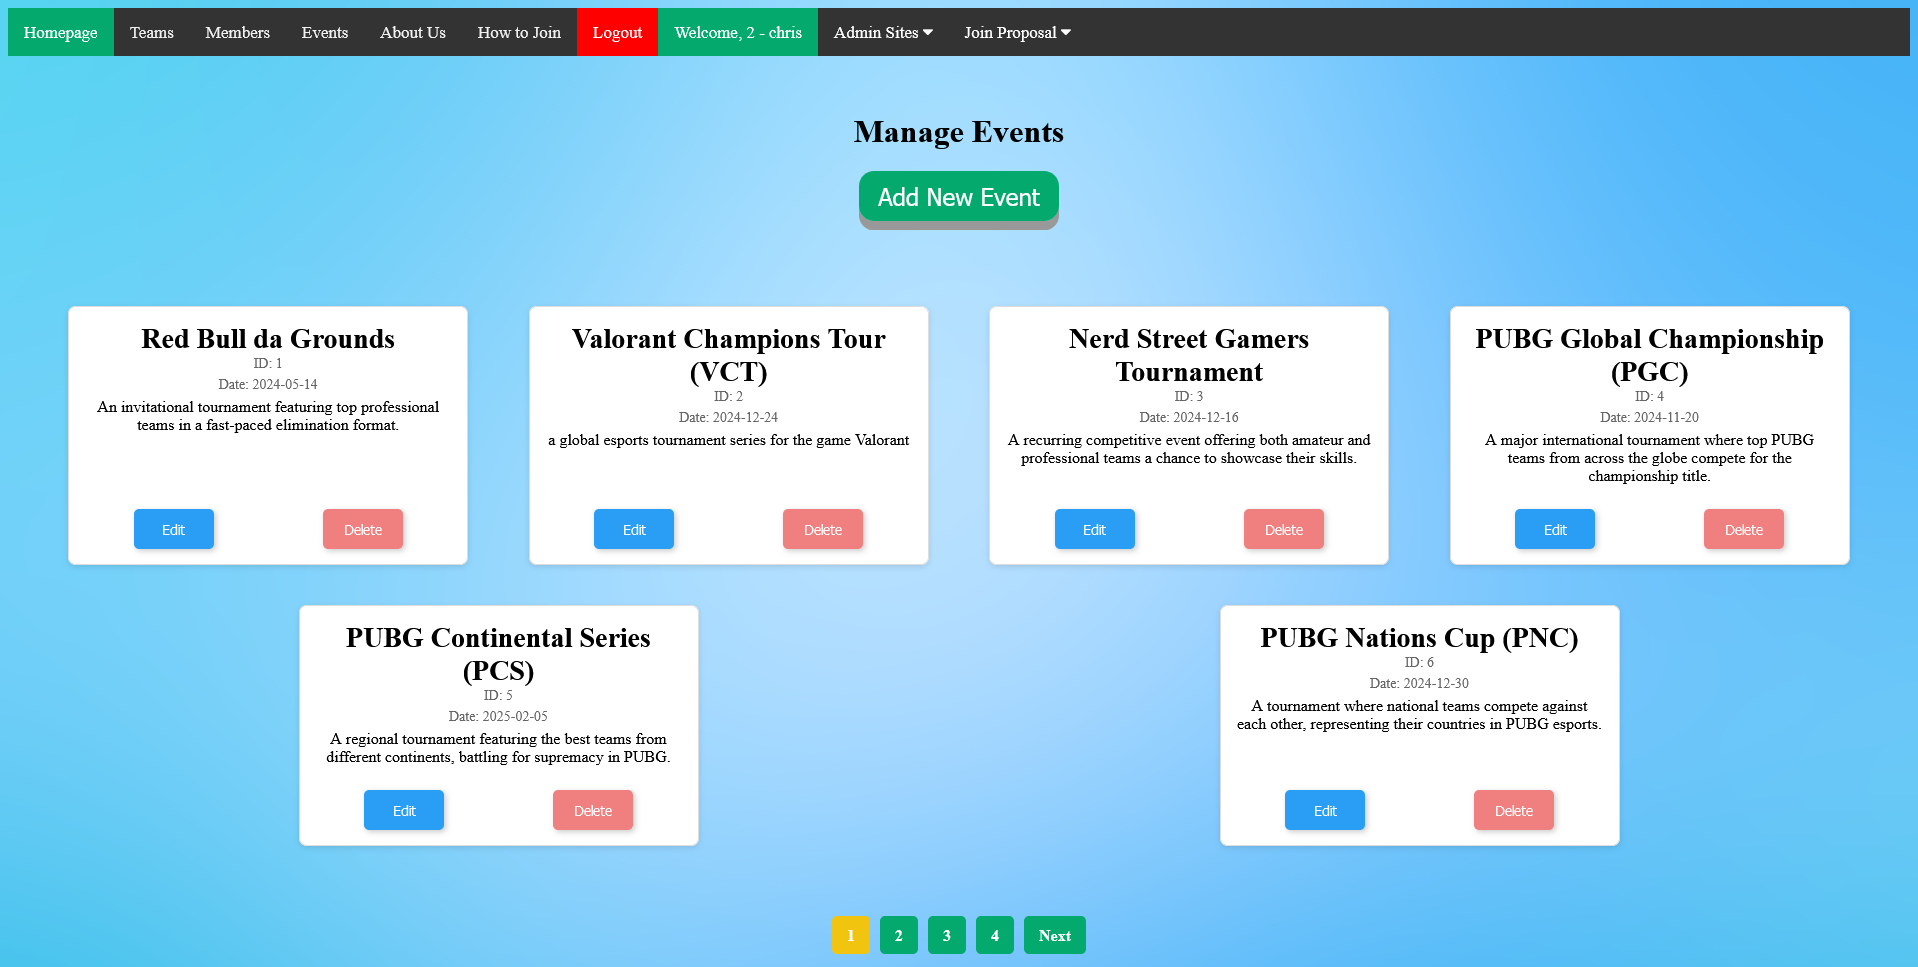 Homepage Teams Members Events About Us How to Join Logout Welcome, 2 - chris Admin Sites Join Proposal
Manage Events
Add New Event
Red Bull da Grounds
ID: 1
Date: 2024-05-14
An invitational tournament featuring top professional
teams in a fast-paced elimination format.
Edit Delete
Valorant Champions Tour
(VCT)
ID: 2
Date: 2024-12-24
a global esports tournament series for the game Valorant
Edit Delete
Nerd Street Gamers
Tournament
ID: 3
Date: 2024-12-16
A recurring competitive event offering both amateur and
professional teams a chance to showcase their skills.
Edit Delete
PUBG Global Championship
(PGC)
ID: 4
Date: 2024-11-20
A major international tournament where top PUBG
teams from across the globe compete for the
championship title.
Edit Delete
PUBG Continental Series
(PCS)
ID: 5
Date: 2025-02-05
A regional tournament featuring the best teams from
different continents, battling for supremacy in PUBG.
Edit Delete
PUBG Nations Cup (PNC)
ID: 6
Date: 2024-12-30
A tournament where national teams compete against
each other, representing their countries in PUBG esports.
Edit Delete
1 2 3 4 Next